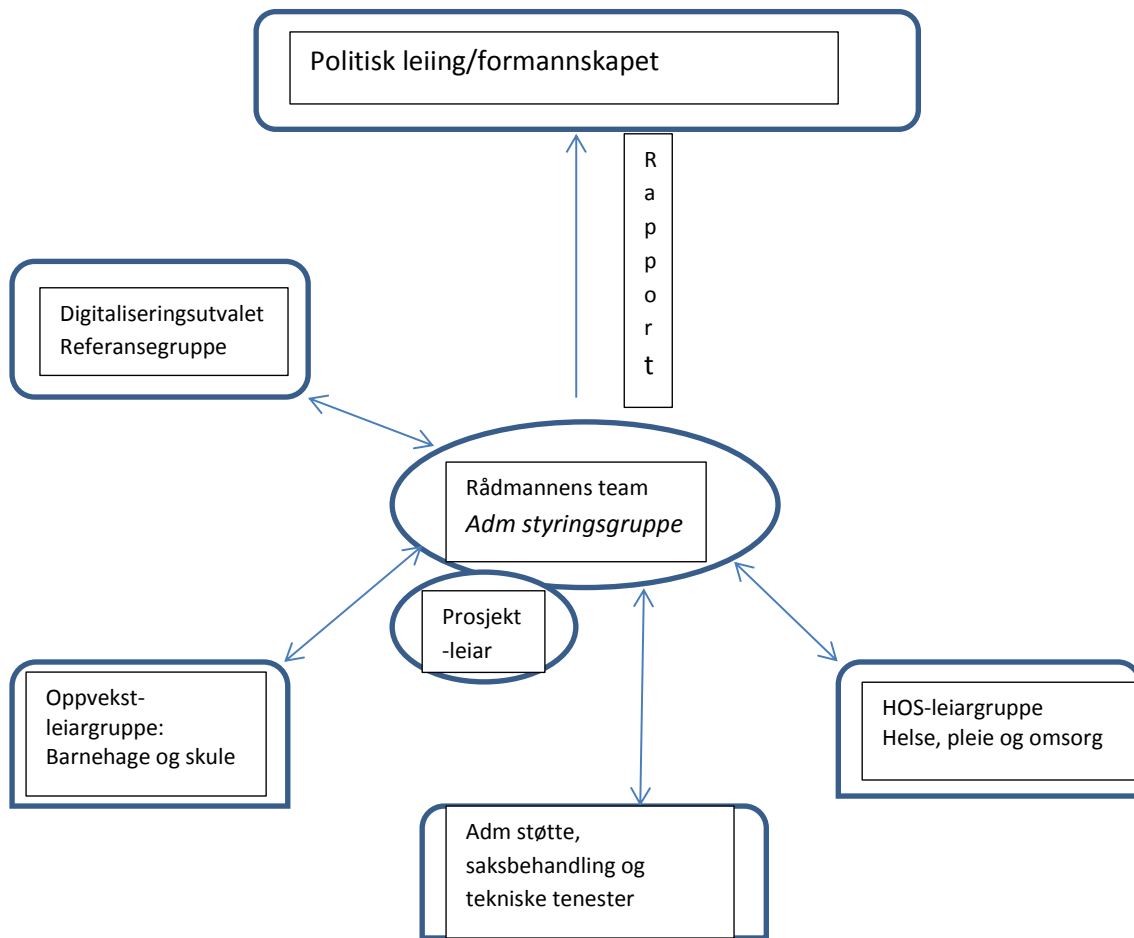 Politisk leiing/formannskapet
R
a
p
p
o
r
t
Digitaliseringsutvalet
Referansegruppe
Rådmannens team
Adm styringsgruppe
Prosjekt
-leiar
Oppvekst-
leiargruppe:
Barnehage og skule
HOS-leiargruppe
Helse, pleie og omsorg
Adm støtte,
saksbehandling og
tekniske tenester